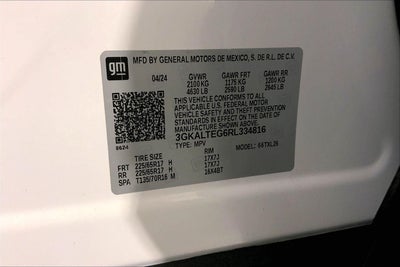 gm
MFD BY GENERAL MOTORS DE MEXICO, S. DE R.L. DE C.V.
04/24 GVWR GAWR FRT GAWR RR
2100 KG 1175 KG 1200 KG
4630 LB 2590 LB 2645 LB
THIS VEHICLE CONFORMS TO ALL
APPLICABLE U.S. FEDERAL MOTOR
VEHICLE SAFETY AND THEFT PREVENTION
STANDARDS IN EFFECT ON THE DATE OF
MANUFACTURE SHOWN ABOVE.
3GKALTEG6RL334816
8624 TYPE: MPV
TIRE SIZE RIM MODEL: 66TXL26
FRT 225/65R17 H 17X7J
RR 225/65R17 H 17X7J
SPA T135/70R16 M 16X4BT